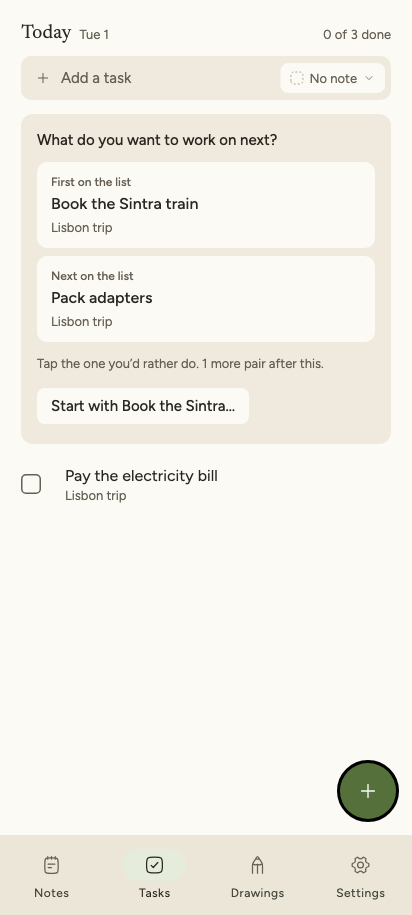 Today Tue 1 0 of 3 done
Add a task No note
What do you want to work on next?
First on the list
Book the Sintra train
Lisbon trip
Next on the list
Pack adapters
Lisbon trip
Tap the one you’d rather do. 1 more pair after this.
Start with Book the Sintra...
Pay the electricity bill
Lisbon trip
Notes Tasks Drawings Settings